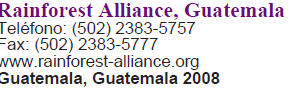 Rainforest Alliance, Guatemala
Teléfono: (502) 2383-5757
Fax: (502) 2383-5777
www.rainforest-alliance.org
Guatemala, Guatemala 2008